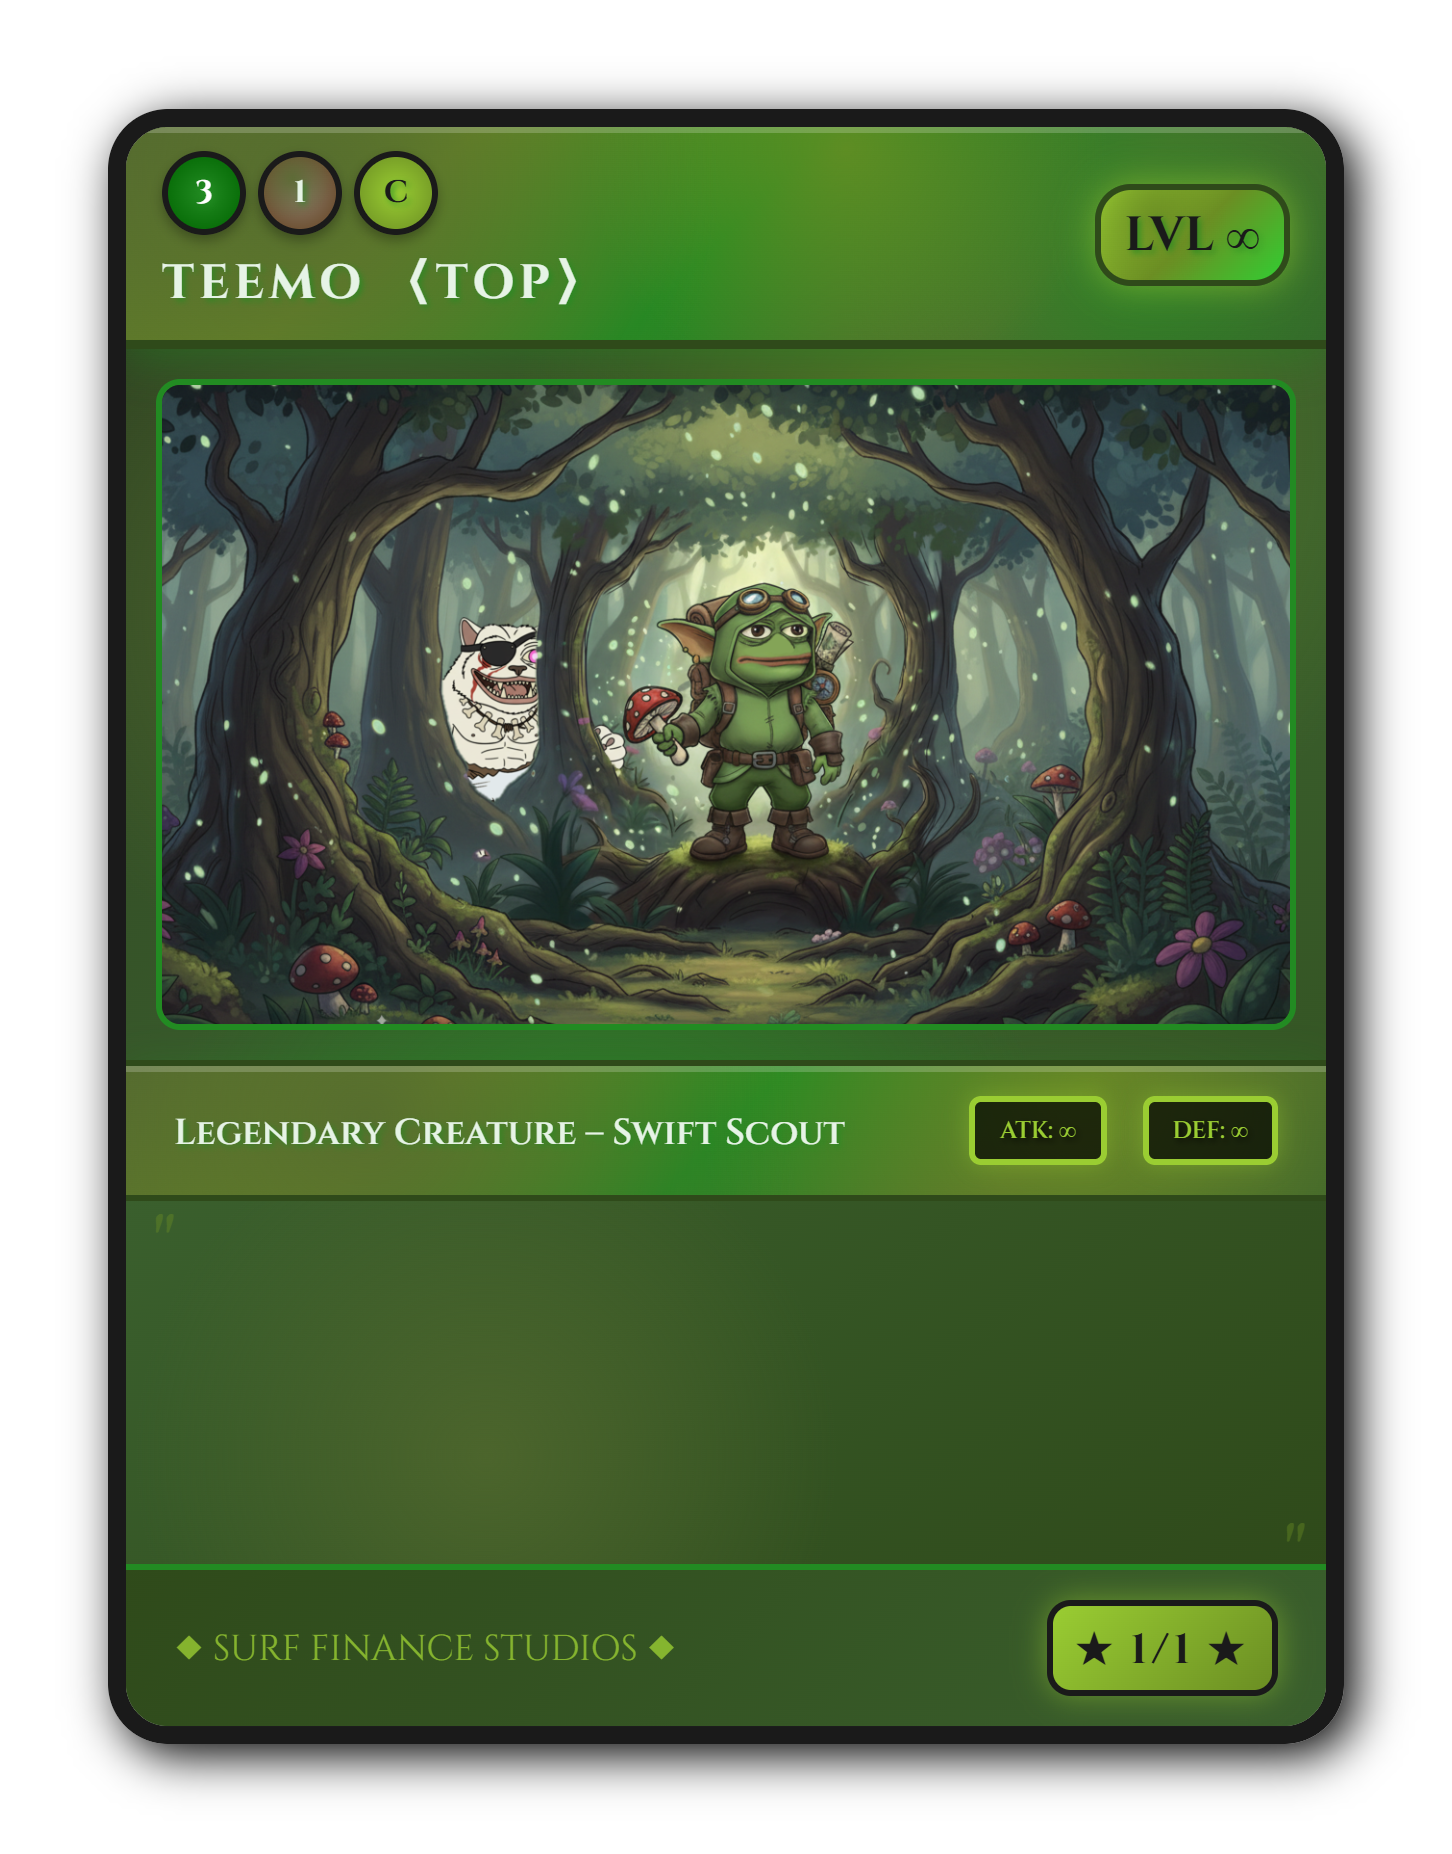 3 1 C
TEEMO ⟨TOP⟩
LVL ∞
Legendary Creature – Swift Scout
ATK: ∞
DEF: ∞
"
"
◆ SURF FINANCE STUDIOS ◆
★ 1/1 ★